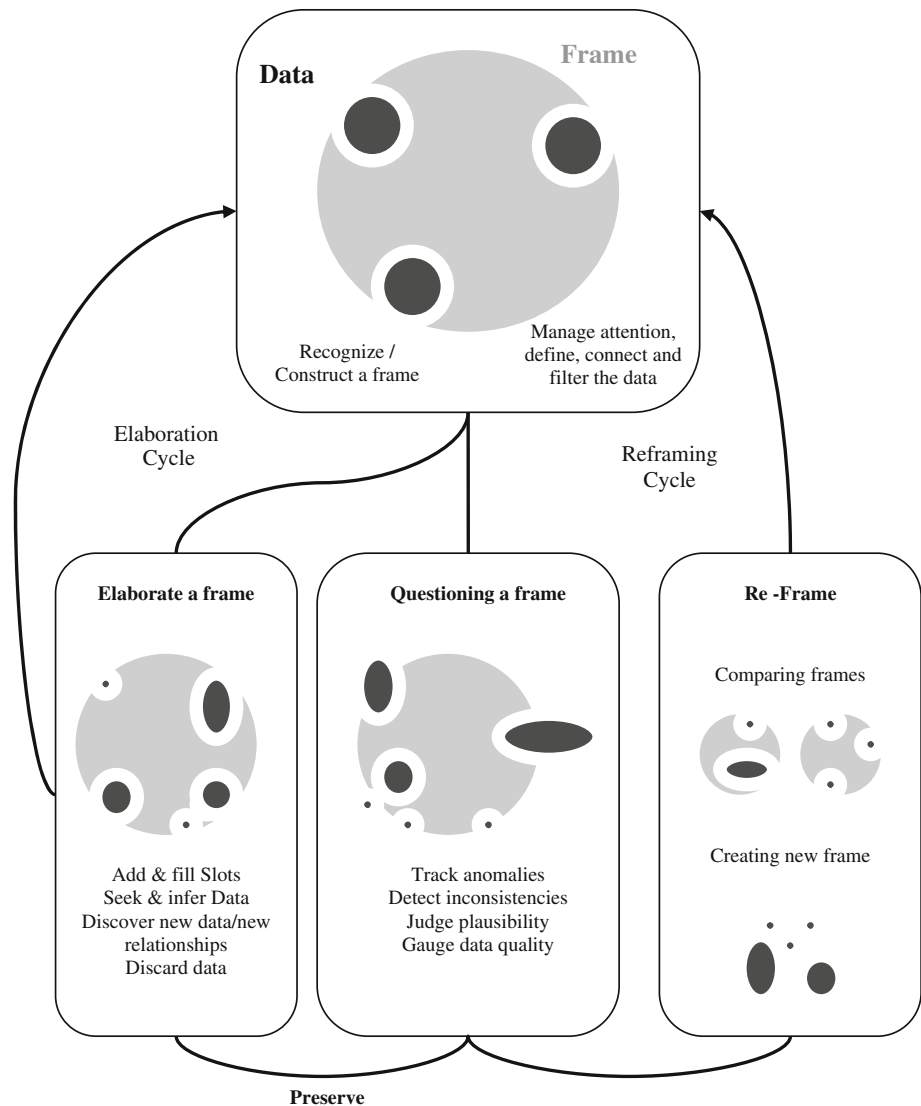 Frame
Data
Recognize /
Construct a frame
Manage attention,
define, connect and
filter the data
Elaboration
Cycle
Reframing
Cycle
Elaborate a frame
Add & fill Slots
Seek & infer Data
Discover new data/new
relationships
Discard data
Questioning a frame
Track anomalies
Detect inconsistencies
Judge plausibility
Gauge data quality
Re -Frame
Comparing frames
Creating new frame
Preserve